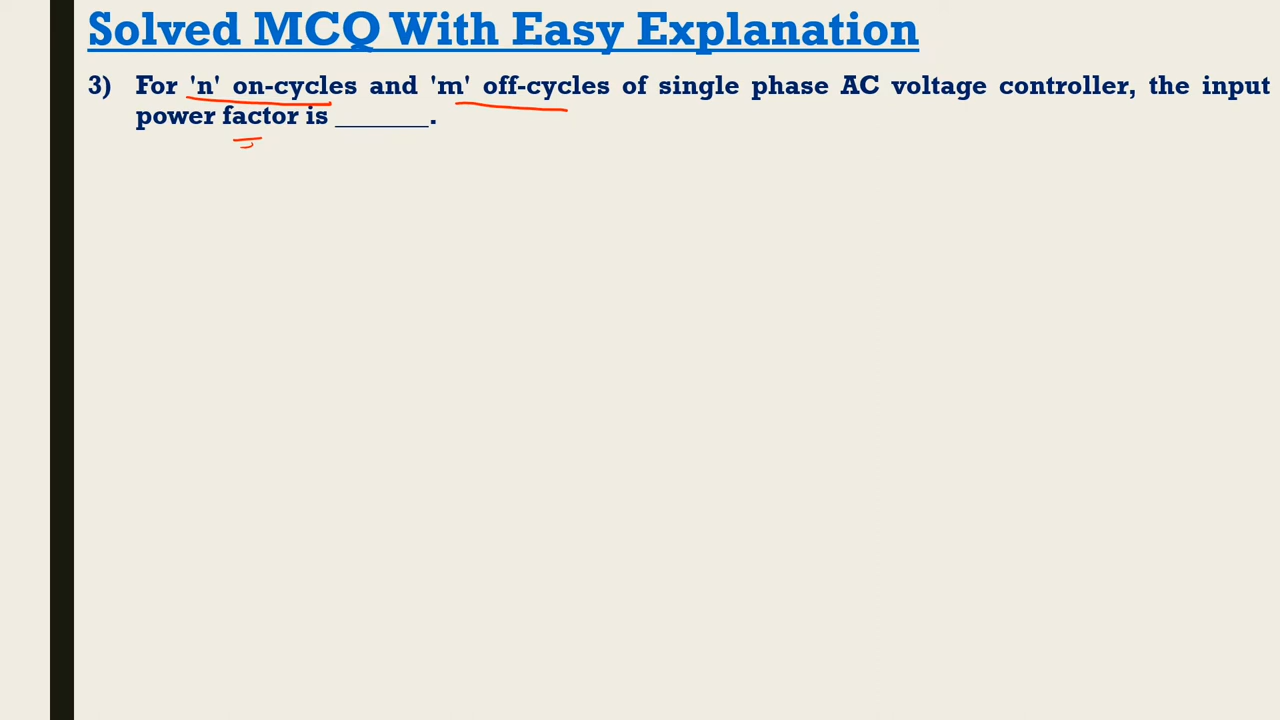 Solved MCQ With Easy Explanation
3) For 'n' on-cycles and 'm' off-cycles of single phase AC voltage controller, the input
power factor is _______.